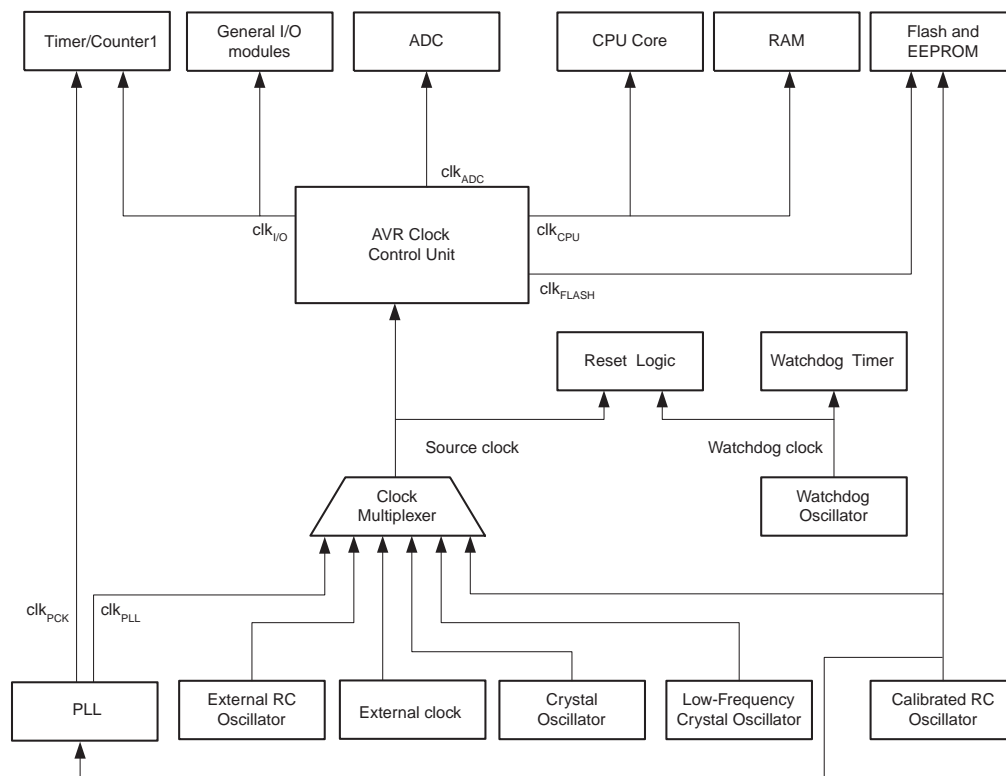 Timer/Counter1
General I/O
modules
ADC
CPU Core
RAM
Flash and
EEPROM
clkADC
clkI/O
AVR Clock
Control Unit
clkCPU
clkFLASH
Reset Logic
Watchdog Timer
Source clock
Watchdog clock
Clock
Multiplexer
Watchdog
Oscillator
clkPCK
clkPLL
PLL
External RC
Oscillator
External clock
Crystal
Oscillator
Low-Frequency
Crystal Oscillator
Calibrated RC
Oscillator